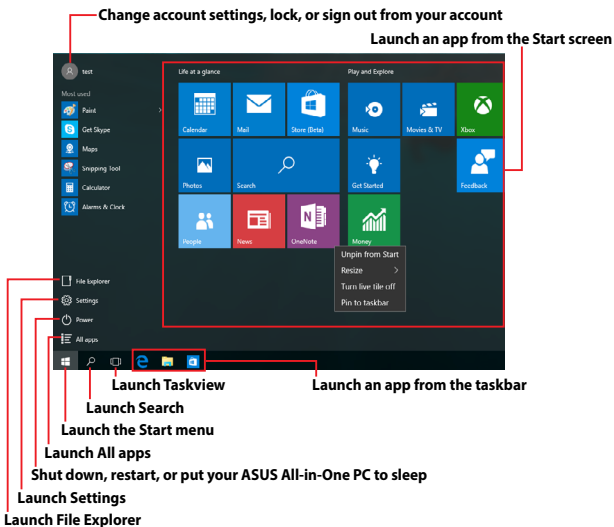 Change account settings, lock, or sign out from your account
Launch an app from the Start screen
test
Life at a glance
Play and Explore
Most used
Paint
Get Skype
Maps
Snipping Tool
Calculator
Alarms & Clock
Calendar
Mail
Store (Beta)
Music
Movies & TV
Xbox
Photos
Search
Get Started
Feedback
People
News
OneNote
Money
Unpin from Start
Resize
Turn live tile off
Pin to taskbar
File Explorer
Settings
Power
All apps
Launch Taskview
Launch an app from the taskbar
Launch Search
Launch the Start menu
Launch All apps
Shut down, restart, or put your ASUS All-in-One PC to sleep
Launch Settings
Launch File Explorer